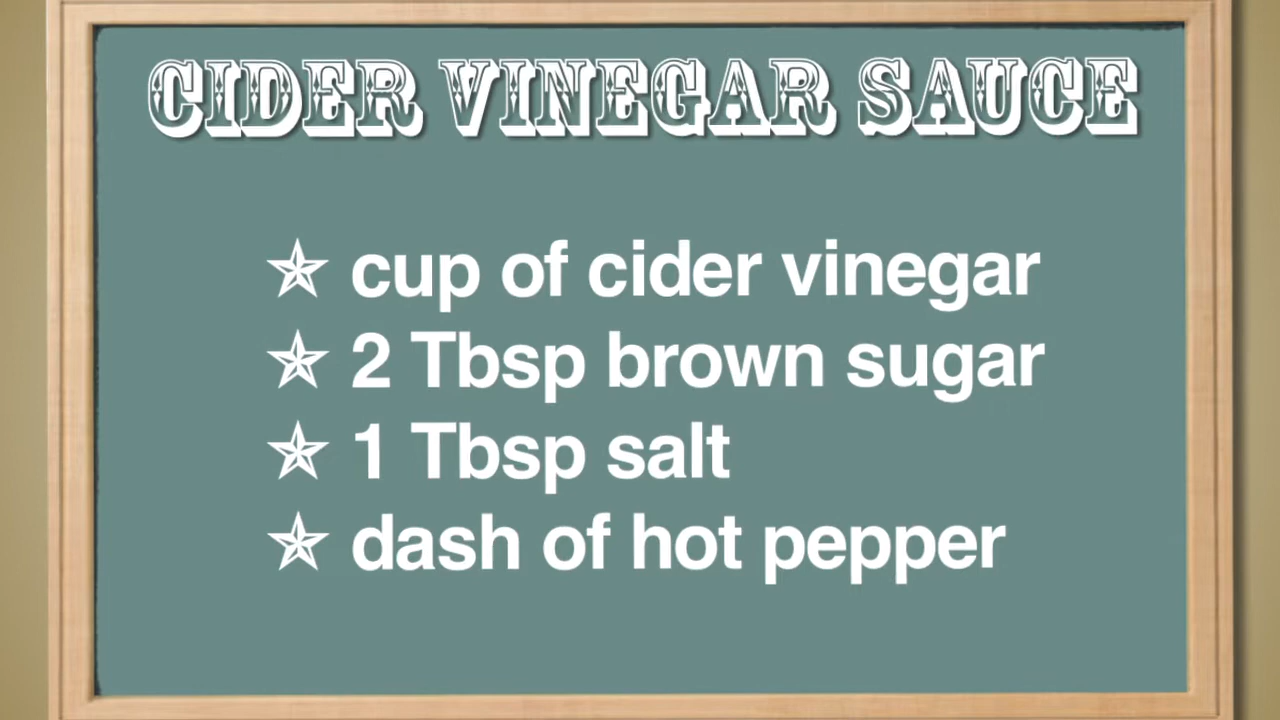 CIDER VINEGAR SAUCE
cup of cider vinegar
2 Tbsp brown sugar
1 Tbsp salt
dash of hot pepper